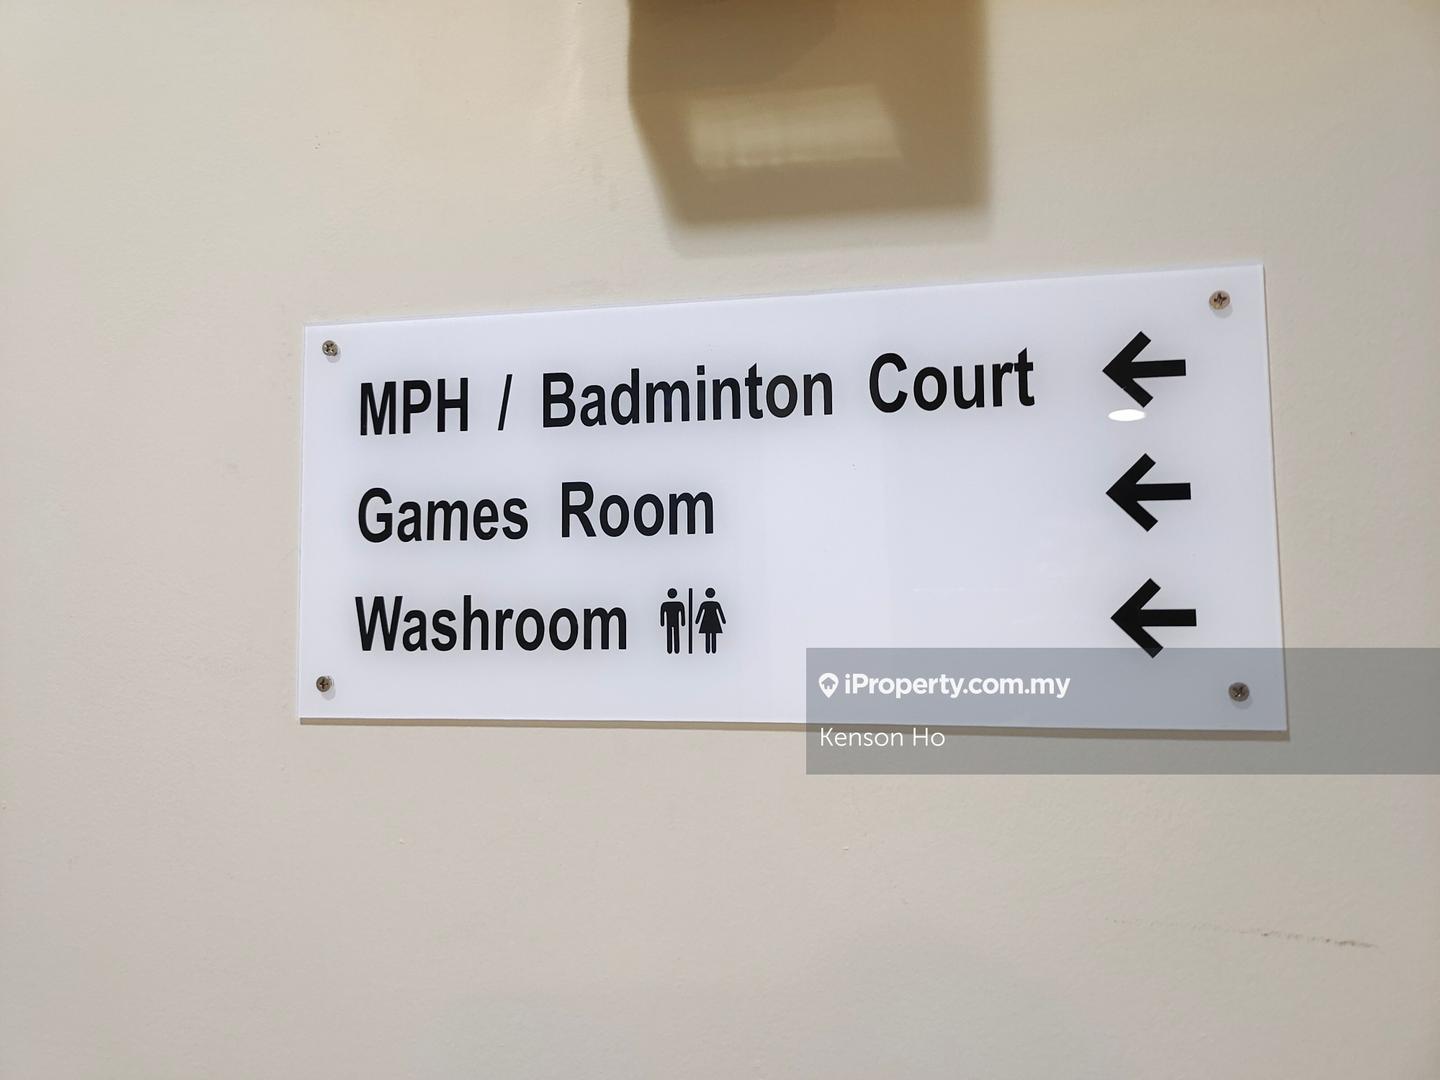 MPH / Badminton Court
Games Room
Washroom
iProperty.com.my
Kenson Ho